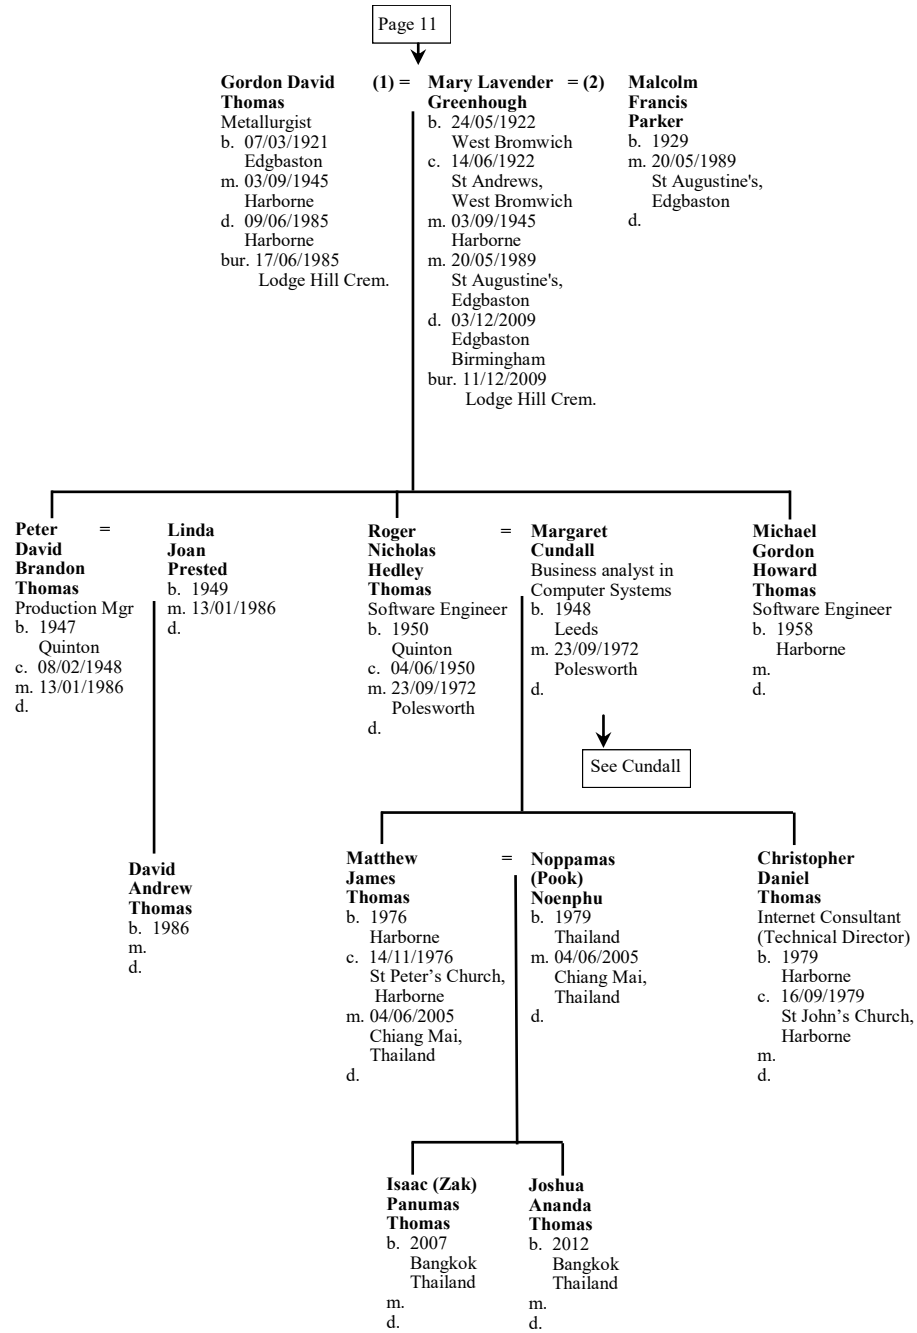 Page 11
Gordon David
Thomas
Metallurgist
b. 07/03/1921
Edgbaston
m. 03/09/1945
Harborne
d. 09/06/1985
Harborne
bur. 17/06/1985
Lodge Hill Crem.
(1) =
Mary Lavender
Greenhough
b. 24/05/1922
West Bromwich
c. 14/06/1922
St Andrews,
West Bromwich
m. 03/09/1945
Harborne
m. 20/05/1989
St Augustine's,
Edgbaston
d. 03/12/2009
Edgbaston
Birmingham
bur. 11/12/2009
Lodge Hill Crem.
= (2)
Malcolm
Francis
Parker
b. 1929
m. 20/05/1989
St Augustine's,
Edgbaston
d.
Peter
David
Brandon
Thomas
Production Mgr
b. 1947
Quinton
c. 08/02/1948
m. 13/01/1986
d.
=
Linda
Joan
Prested
b. 1949
m. 13/01/1986
d.
Roger
Nicholas
Hedley
Thomas
Software Engineer
b. 1950
Quinton
c. 04/06/1950
m. 23/09/1972
Polesworth
d.
=
Margaret
Cundall
Business analyst in
Computer Systems
b. 1948
Leeds
m. 23/09/1972
Polesworth
d.
See Cundall
Michael
Gordon
Howard
Thomas
Software Engineer
b. 1958
Harborne
m.
d.
David
Andrew
Thomas
b. 1986
m.
d.
Matthew
James
Thomas
b. 1976
Harborne
c. 14/11/1976
St Peter’s Church,
Harborne
m. 04/06/2005
Chiang Mai,
Thailand
d.
=
Noppamas
(Pook)
Noenphu
b. 1979
Thailand
m. 04/06/2005
Chiang Mai,
Thailand
d.
Christopher
Daniel
Thomas
Internet Consultant
(Technical Director)
b. 1979
Harborne
c. 16/09/1979
St John’s Church,
Harborne
m.
d.
Isaac (Zak)
Panumas
Thomas
b. 2007
Bangkok
Thailand
m.
d.
Joshua
Ananda
Thomas
b. 2012
Bangkok
Thailand
m.
d.